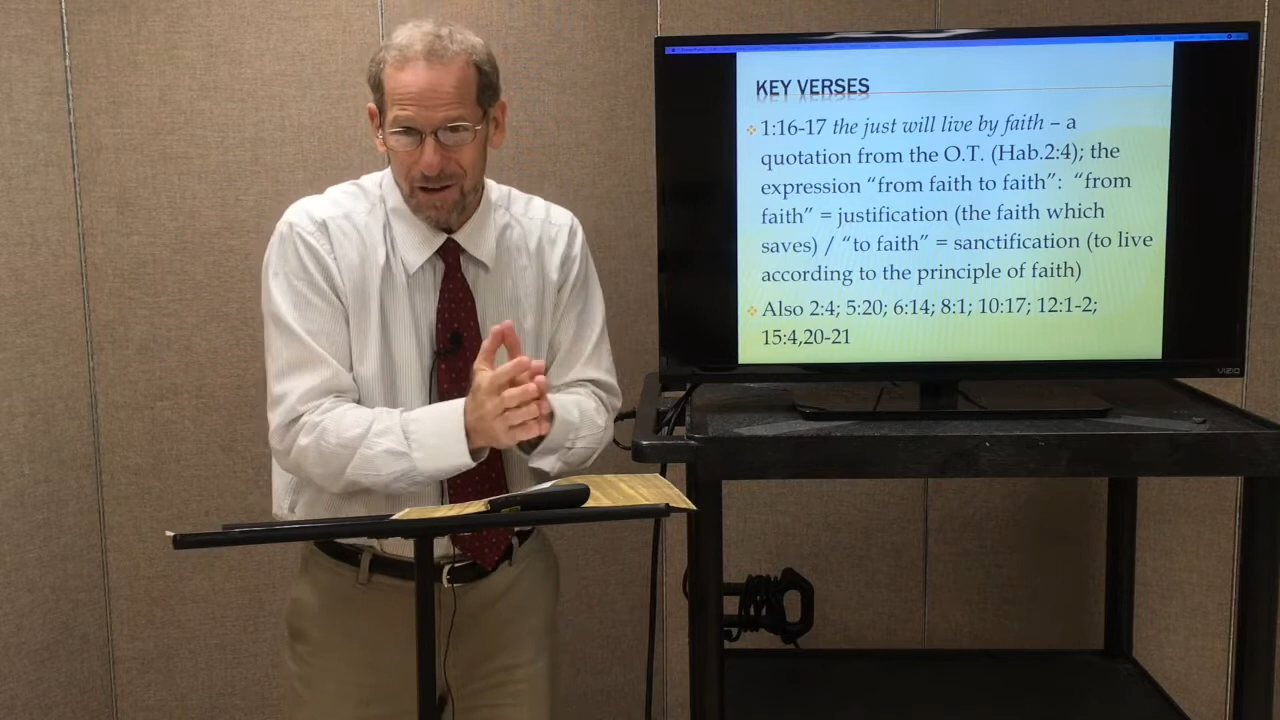 KEY VERSES
1:16-17 the just will live by faith – a
quotation from the O.T. (Hab.2:4); the
expression “from faith to faith”: “from
faith” = justification (the faith which
saves) / “to faith” = sanctification (to live
according to the principle of faith)
Also 2:4; 5:20; 6:14; 8:1; 10:17; 12:1-2;
15:4,20-21
VIZIO